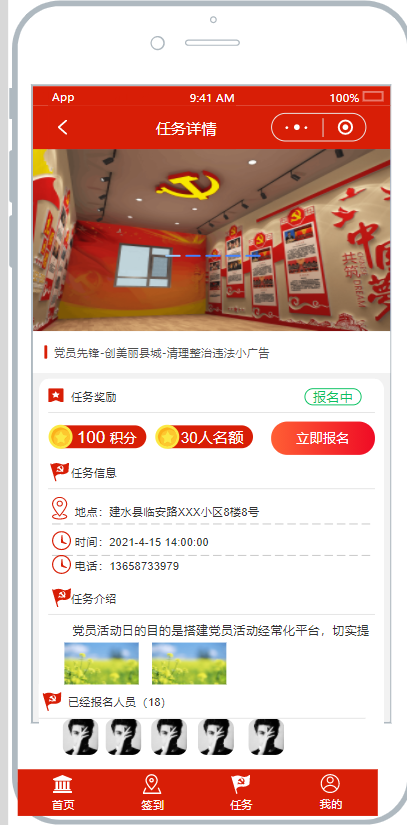 App 9:41 AM 100%
任务详情
中国梦
共筑
党员先锋-创美丽县城-清理整治违法小广告
任务奖励 报名中
100 积分 30人名额 立即报名
任务信息
地点：建水县临安路XXX小区8楼8号
时间：2021-4-15 14:00:00
电话：13658733979
任务介绍
党员活动日的目的是搭建党员活动经常化平台，切实提
已经报名人员（18）
首页 签到 任务 我的